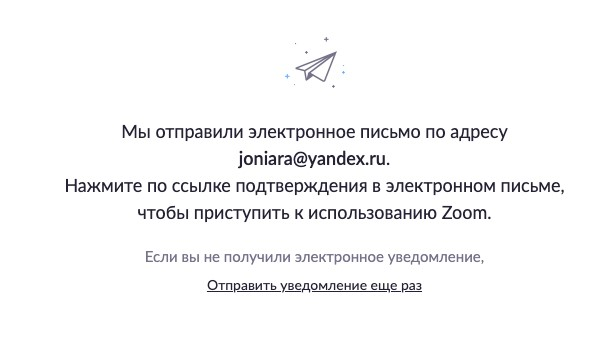 Мы отправили электронное письмо по адресу
joniara@yandex.ru.
Нажмите по ссылке подтверждения в электронном письме,
чтобы приступить к использованию Zoom.
Если вы не получили электронное уведомление,
Отправить уведомление еще раз